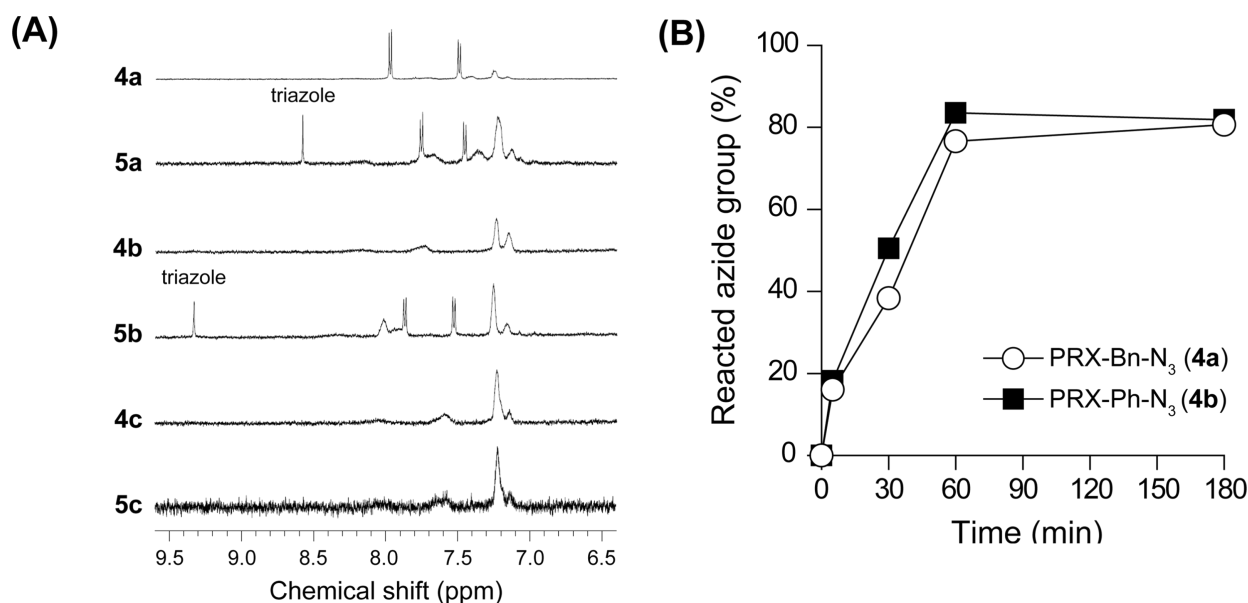 (A)
4a
triazole
5a
4b
triazole
5b
4c
5c
9.5 9.0 8.5 8.0 7.5 7.0 6.5
Chemical shift (ppm)
(B)
Reacted azide group (%)
100
80
60
40
20
0
PRX-Bn-N₃ (4a)
PRX-Ph-N₃ (4b)
0 30 60 90 120 150 180
Time (min)